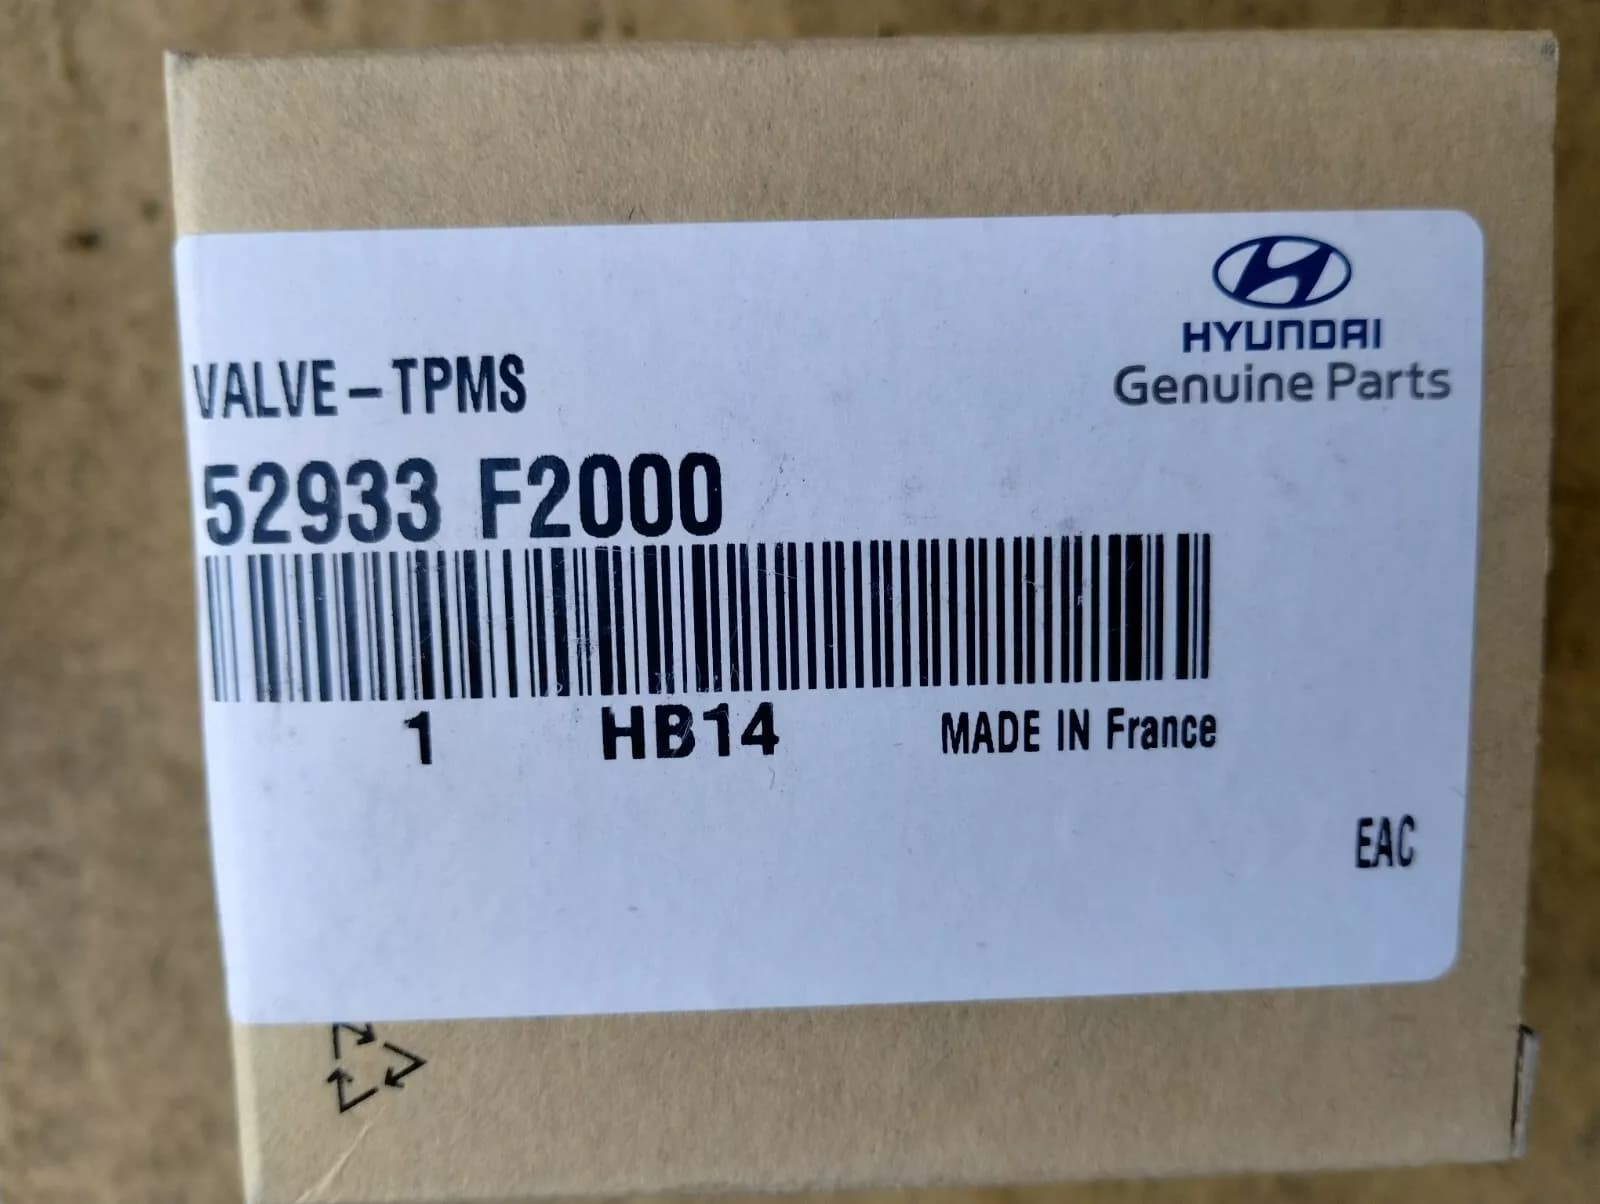 HYUNDAI
Genuine Parts
VALVE-TPMS
52933 F2000
1 HB14 MADE IN France
EAC